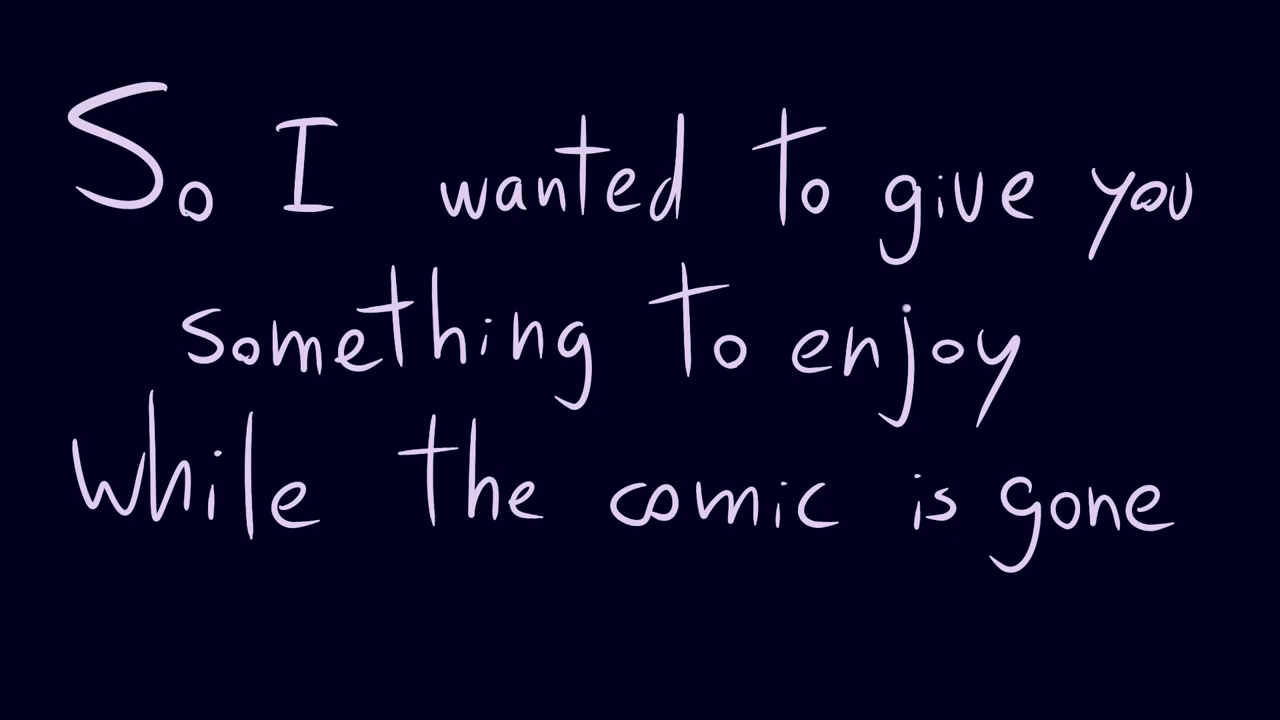 So I wanted to give you
something to enjoy
while the comic is gone